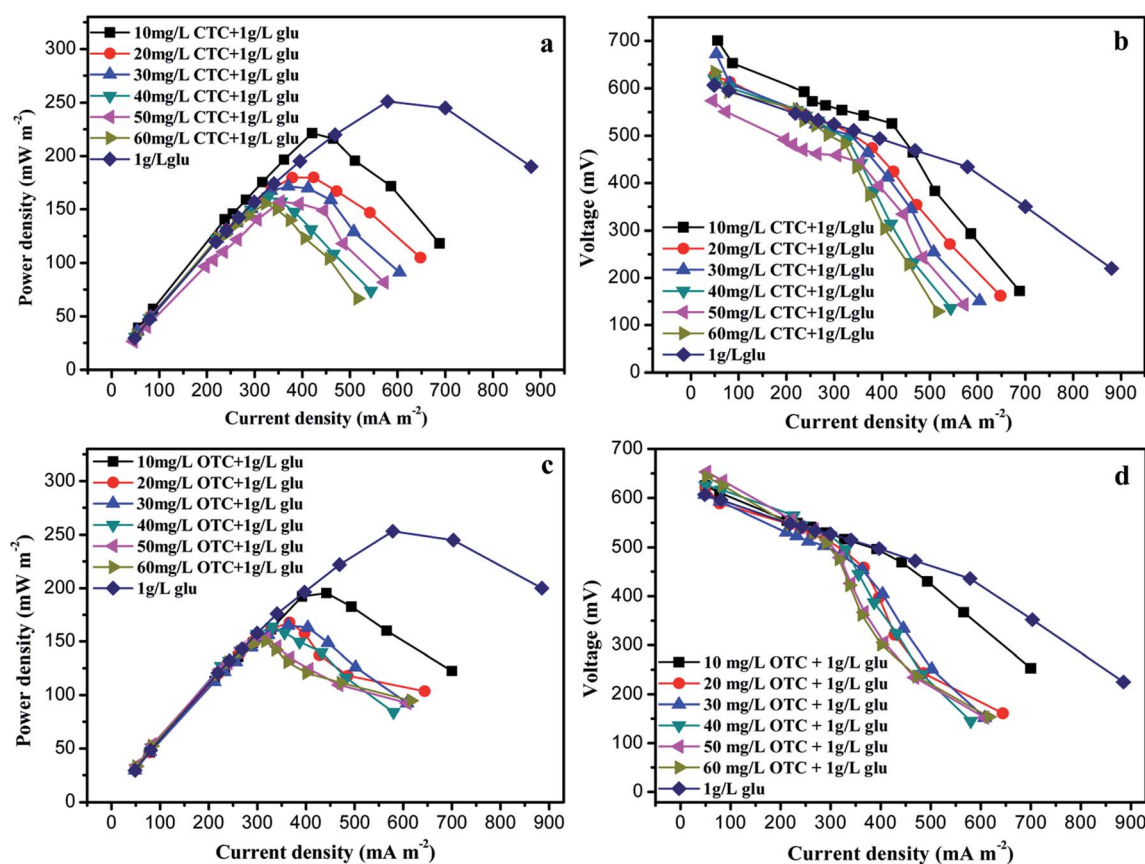 a
350
300
250
200
150
100
50
0
Power density (mW m⁻²)
10mg/L CTC+1g/L glu
20mg/L CTC+1g/L glu
30mg/L CTC+1g/L glu
40mg/L CTC+1g/L glu
50mg/L CTC+1g/L glu
60mg/L CTC+1g/L glu
1g/Lglu
0 100 200 300 400 500 600 700 800 900
Current density (mA m⁻²)
b
700
600
500
400
300
200
100
0
Voltage (mV)
10mg/L CTC+1g/Lglu
20mg/L CTC+1g/Lglu
30mg/L CTC+1g/Lglu
40mg/L CTC+1g/Lglu
50mg/L CTC+1g/Lglu
60mg/L CTC+1g/Lglu
1g/Lglu
0 100 200 300 400 500 600 700 800 900
Current density (mA m⁻²)
c
300
250
200
150
100
50
0
Power density (mW m⁻²)
10mg/L OTC+1g/L glu
20mg/L OTC+1g/L glu
30mg/L OTC+1g/L glu
40mg/L OTC+1g/L glu
50mg/L OTC+1g/L glu
60mg/L OTC+1g/L glu
1g/L glu
0 100 200 300 400 500 600 700 800 900
Current density (mA m⁻²)
d
700
600
500
400
300
200
100
0
Voltage (mV)
10 mg/L OTC + 1g/L glu
20 mg/L OTC + 1g/L glu
30 mg/L OTC + 1g/L glu
40 mg/L OTC + 1g/L glu
50 mg/L OTC + 1g/L glu
60 mg/L OTC + 1g/L glu
1g/L glu
0 100 200 300 400 500 600 700 800 900
Current density (mA m⁻²)